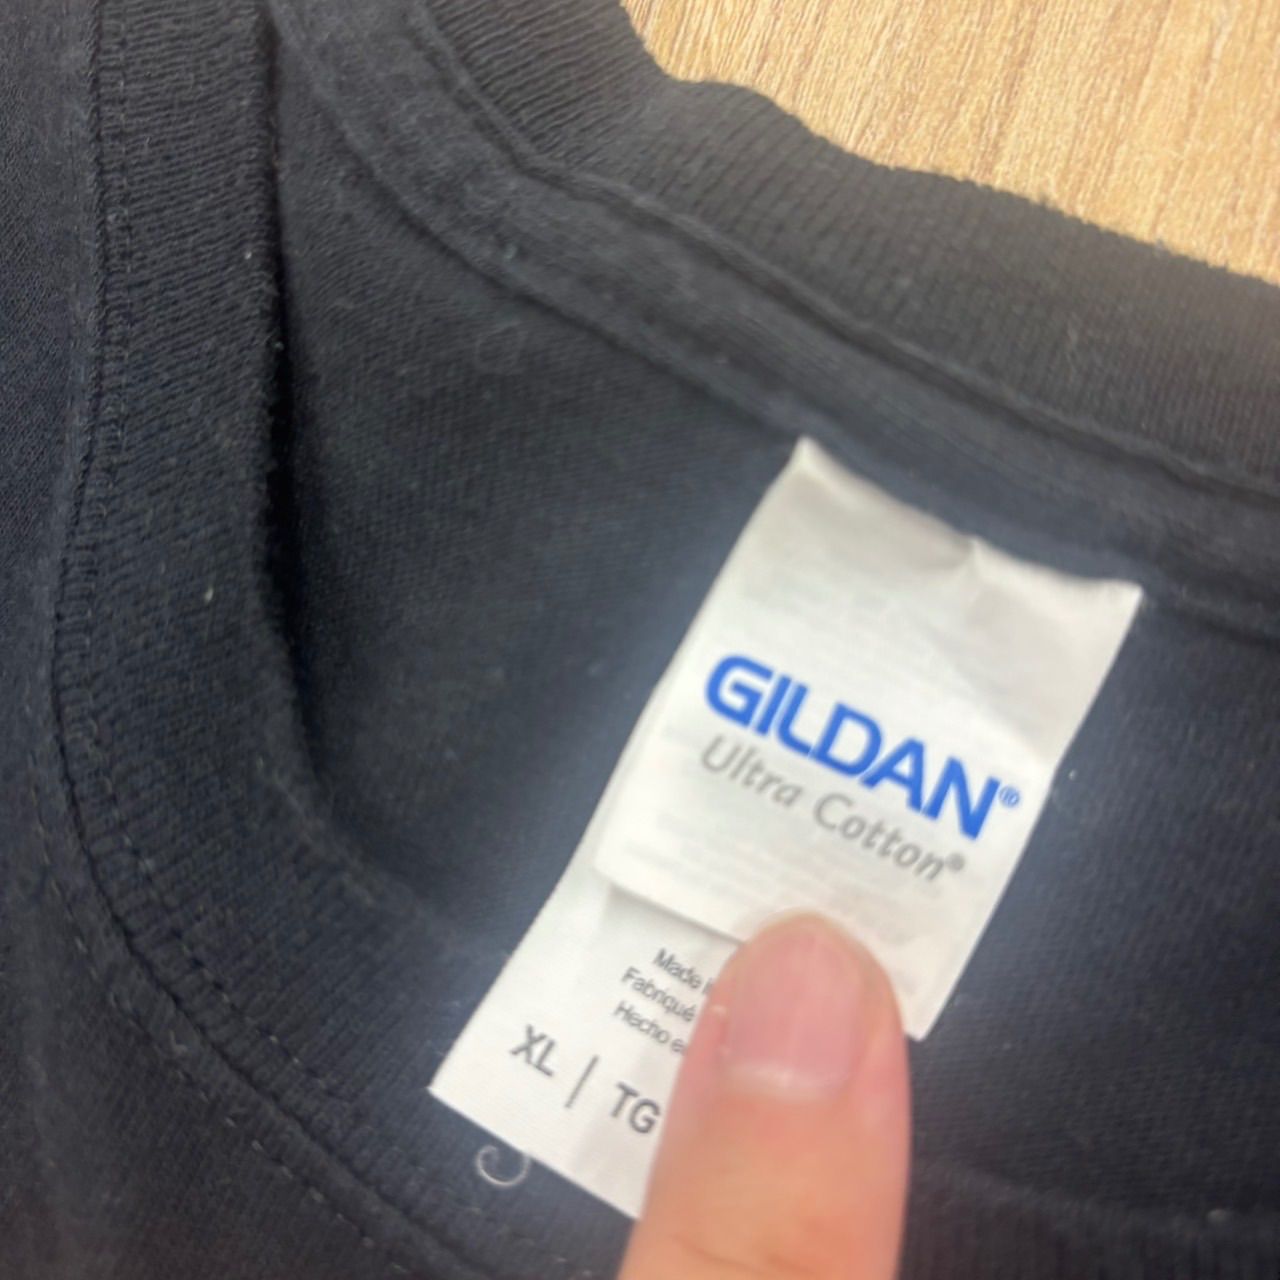 GILDAN®
Ultra Cotton®
Made
Fabriqué
Hecho
XL | TG